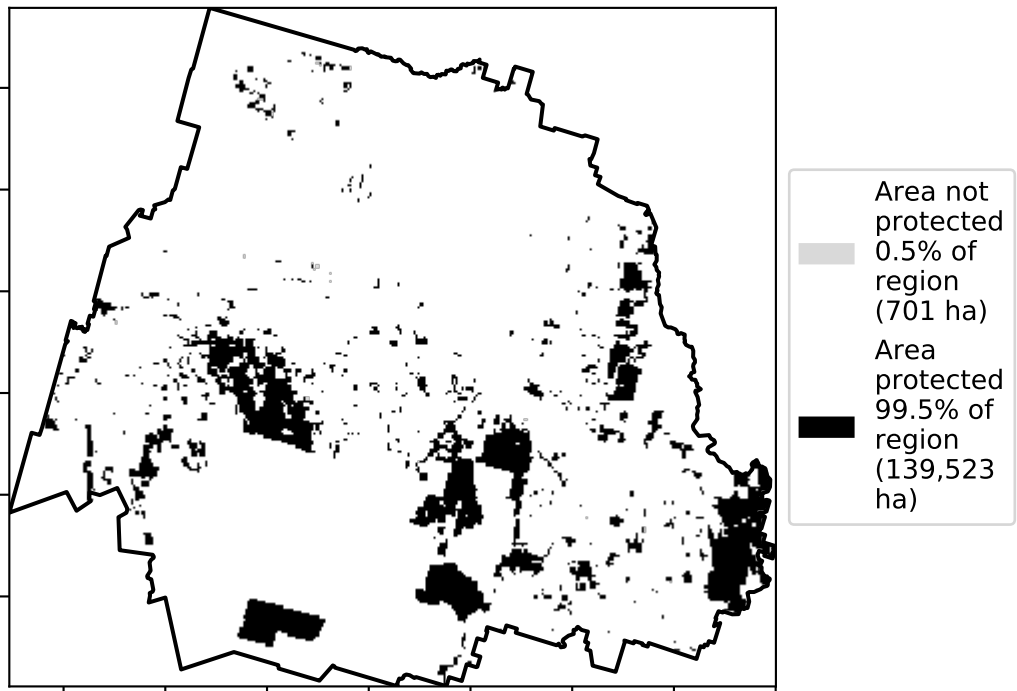 Area not
protected
0.5% of
region
(701 ha)
Area
protected
99.5% of
region
(139,523
ha)